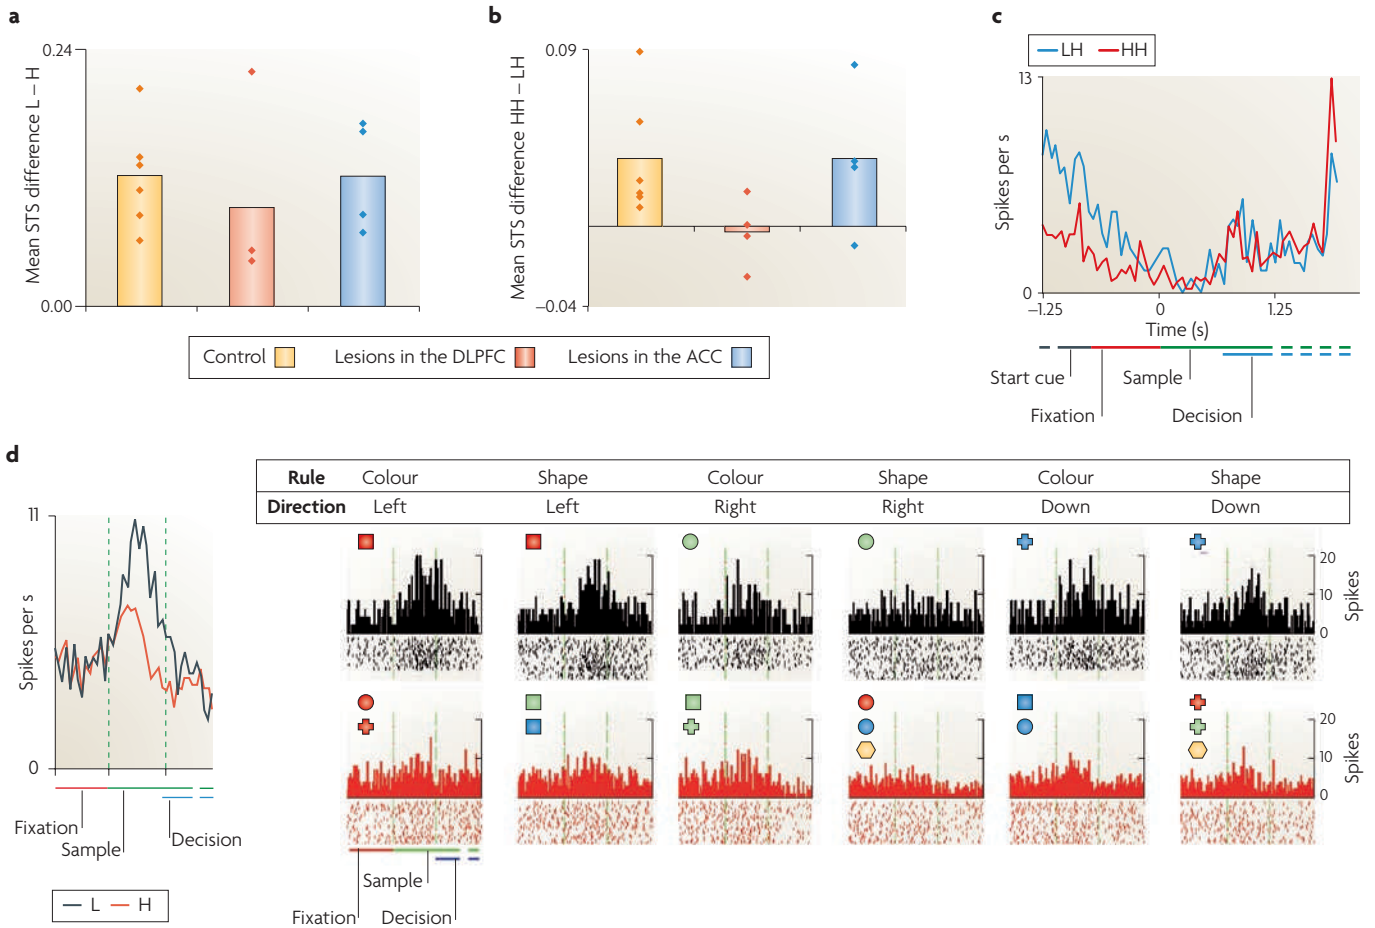 a
0.24
Mean STS difference L – H
0.00
b
0.09
Mean STS difference HH – LH
–0.04
Control
Lesions in the DLPFC
Lesions in the ACC
c
LH HH
13
Spikes per s
0
–1.25 0 1.25
Time (s)
Start cue
Sample
Fixation
Decision
d
11
Spikes per s
0
Fixation
Sample
Decision
L H
Rule Colour Shape Colour Shape Colour Shape
Direction Left Left Right Right Down Down
20
10
0
Spikes
20
10
0
Spikes
Sample
Fixation
Decision